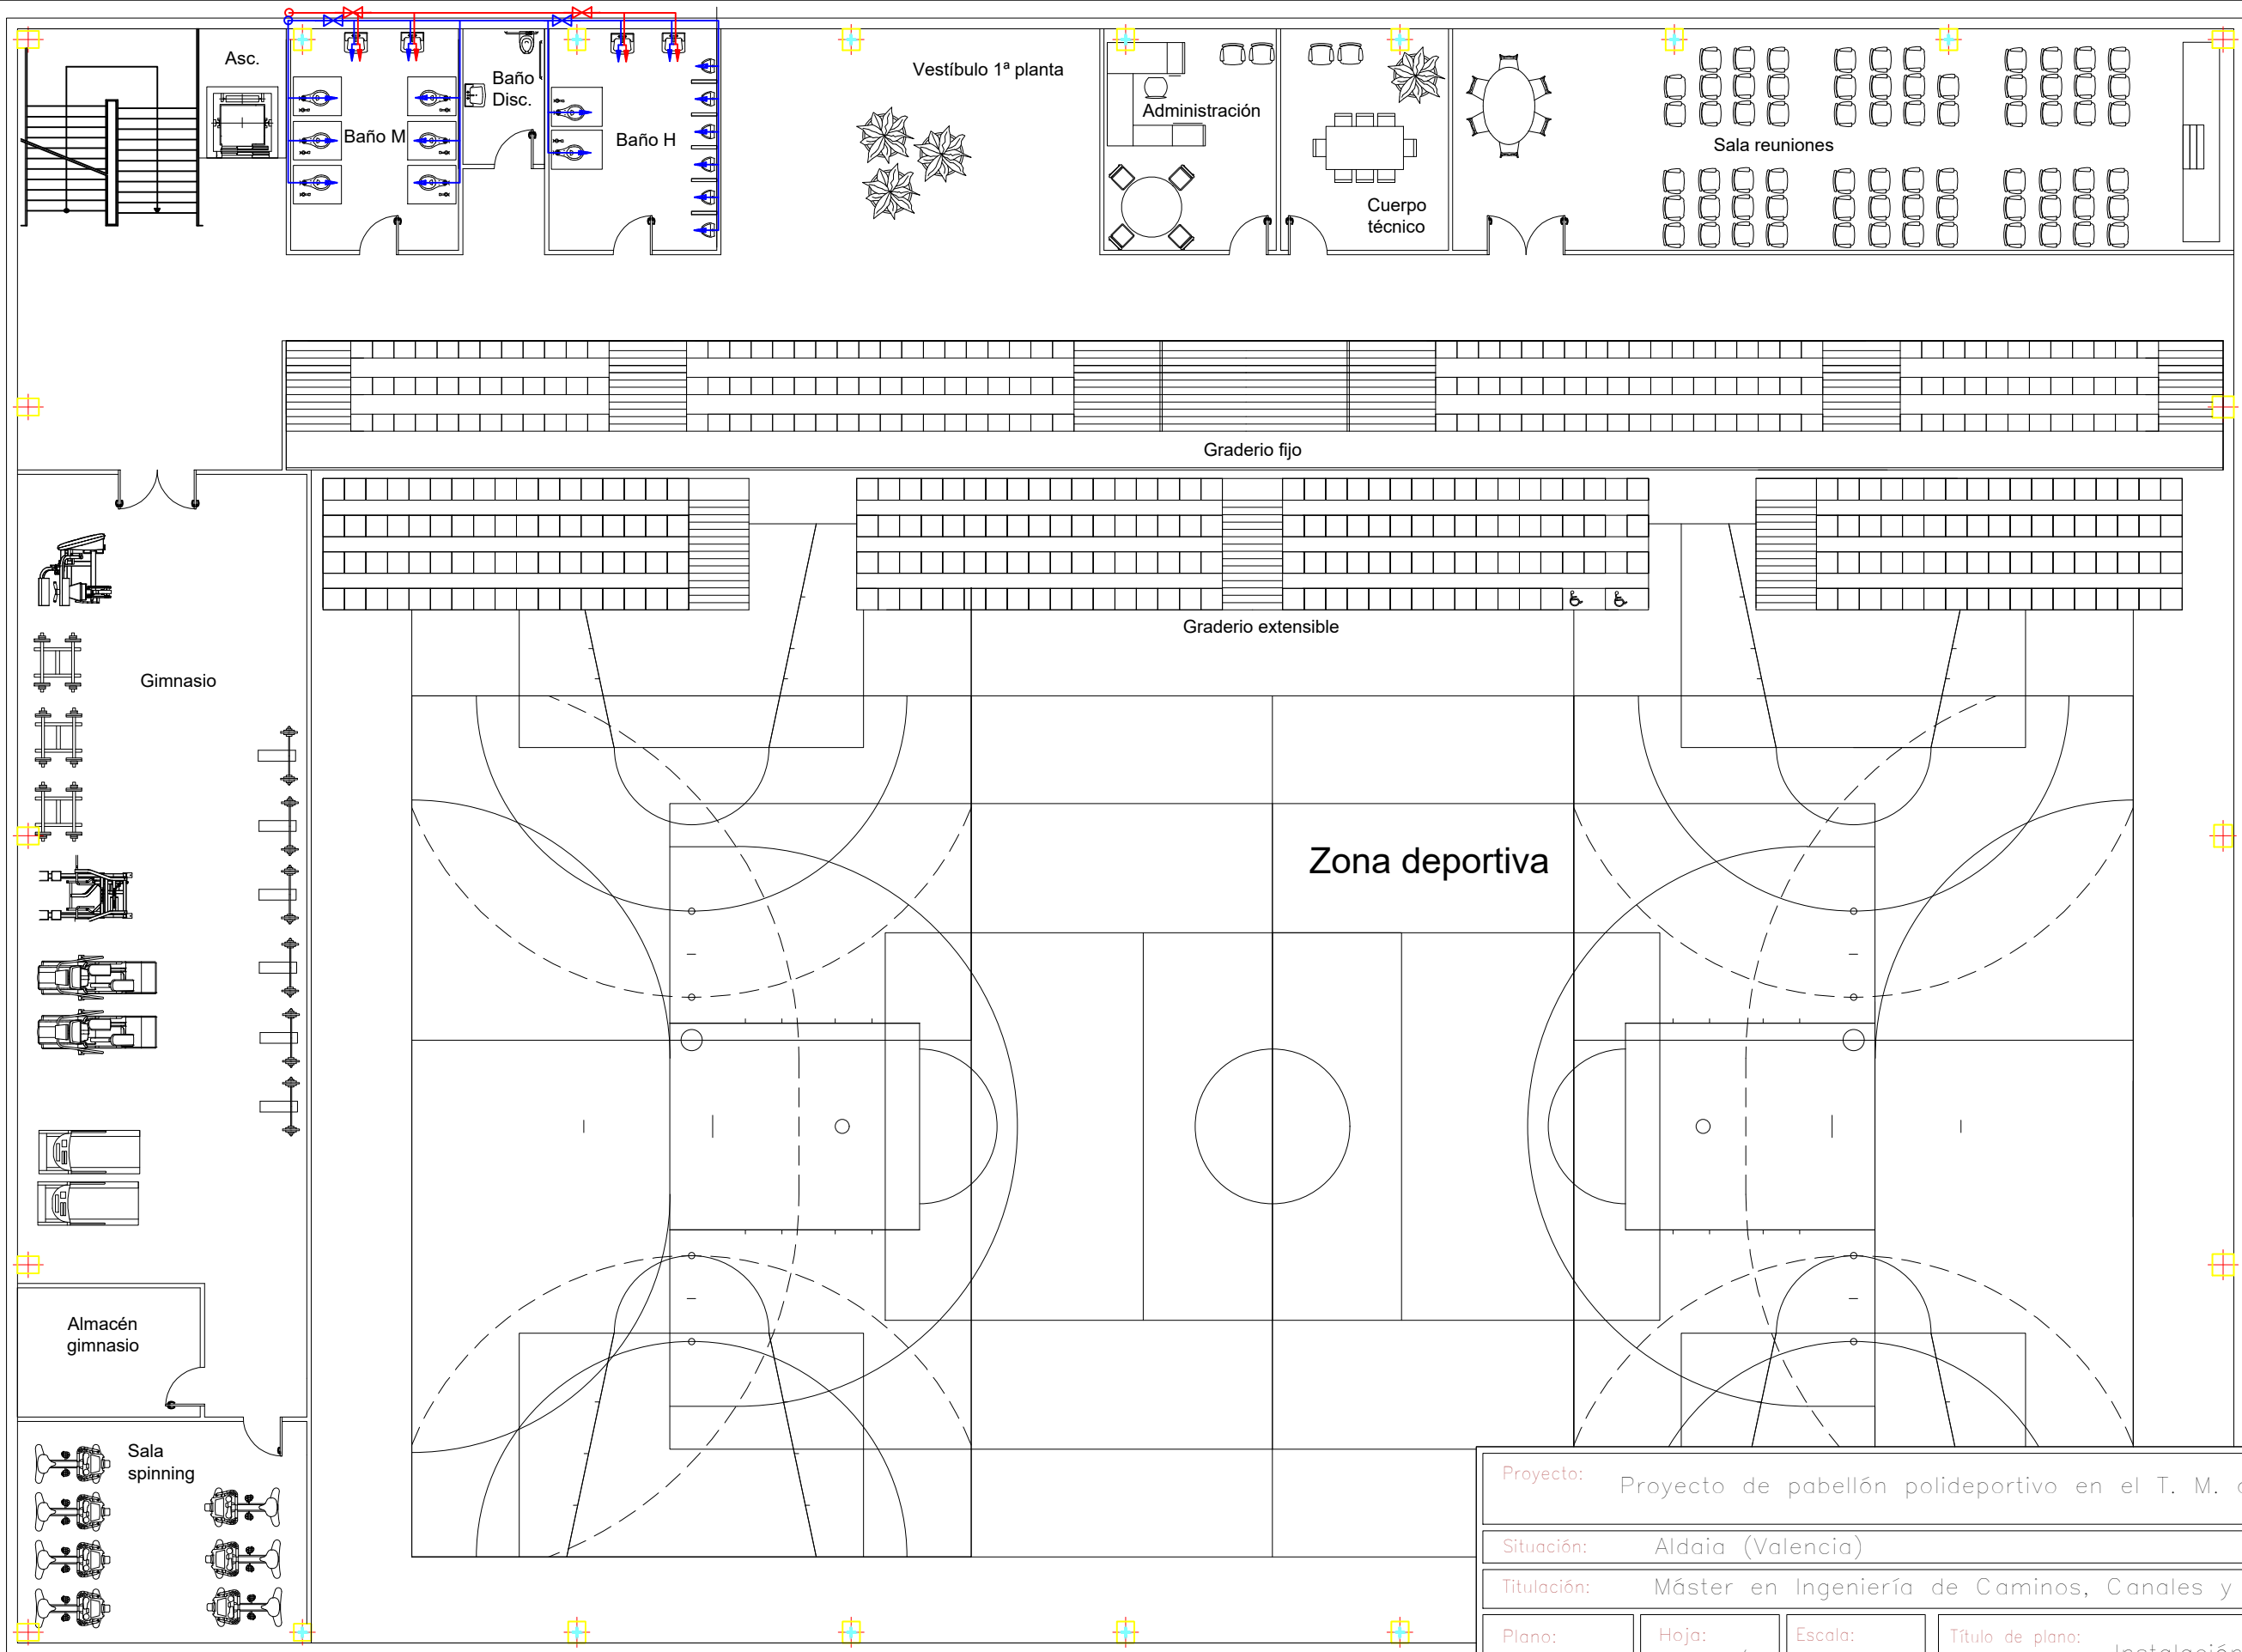 Asc.
Baño M
Baño
Disc.
Baño H
Vestíbulo 1ª planta
Administración
Cuerpo
técnico
Sala reuniones
Graderio fijo
Graderio extensible
Gimnasio
Zona deportiva
Almacén
gimnasio
Sala
spinning
Proyecto: Proyecto de pabellón polideportivo en el T. M.
Situación: Aldaia (Valencia)
Titulación: Máster en Ingeniería de Caminos, Canales y
Plano: Hoja: Escala: Título de plano:
Instalación